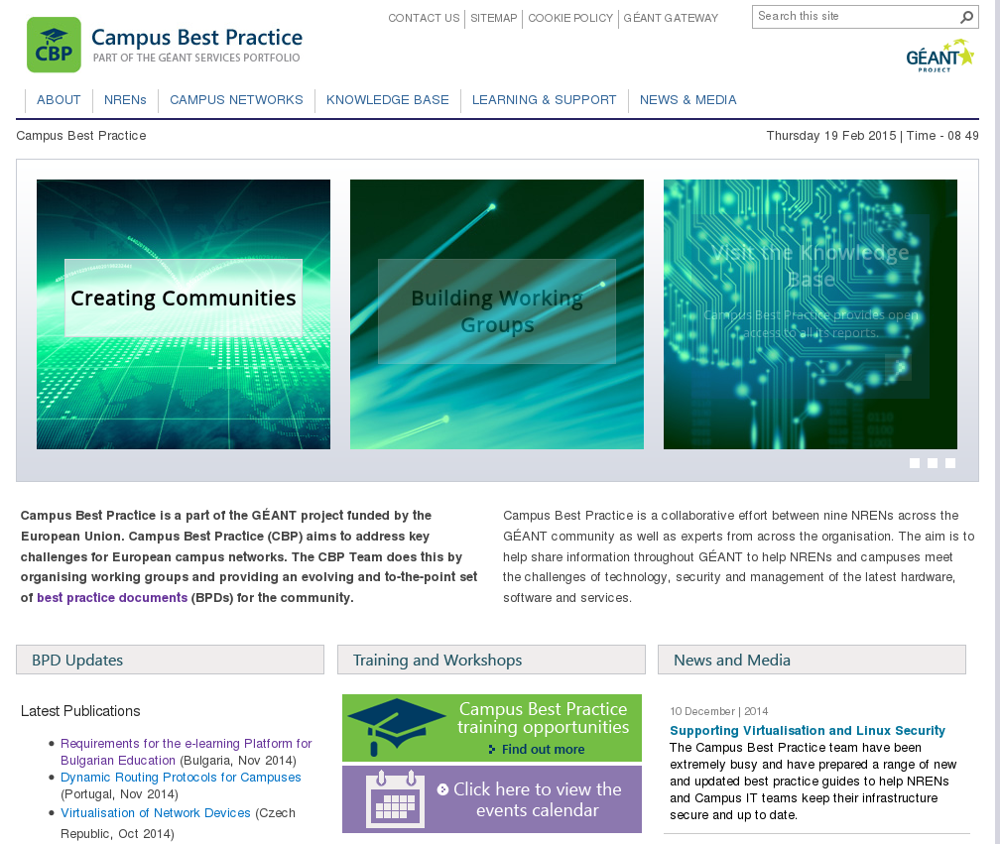 CONTACT US | SITEMAP | COOKIE POLICY | GÉANT GATEWAY
Search this site
CBP
Campus Best Practice
PART OF THE GÉANT SERVICES PORTFOLIO
GÉANT
PROJECT
ABOUT | NRENs | CAMPUS NETWORKS | KNOWLEDGE BASE | LEARNING & SUPPORT | NEWS & MEDIA
Campus Best Practice
Thursday 19 Feb 2015 | Time - 08 49
Creating Communities
Building Working
Groups
Visit the Knowledge
Base
Campus Best Practice provides open
access to all its reports.
Campus Best Practice is a part of the GÉANT project funded by the
European Union. Campus Best Practice (CBP) aims to address key
challenges for European campus networks. The CBP Team does this by
organising working groups and providing an evolving and to-the-point set
of best practice documents (BPDs) for the community.
Campus Best Practice is a collaborative effort between nine NRENs across the
GÉANT community as well as experts from across the organisation. The aim is to
help share information throughout GÉANT to help NRENs and campuses meet
the challenges of technology, security and management of the latest hardware,
software and services.
BPD Updates
Latest Publications
Requirements for the e-learning Platform for
Bulgarian Education (Bulgaria, Nov 2014)
Dynamic Routing Protocols for Campuses
(Portugal, Nov 2014)
Virtualisation of Network Devices (Czech
Republic, Oct 2014)
Training and Workshops
Campus Best Practice
training opportunities
Find out more
Click here to view the
events calendar
News and Media
10 December | 2014
Supporting Virtualisation and Linux Security
The Campus Best Practice team have been
extremely busy and have prepared a range of new
and updated best practice guides to help NRENs
and Campus IT teams keep their infrastructure
secure and up to date.